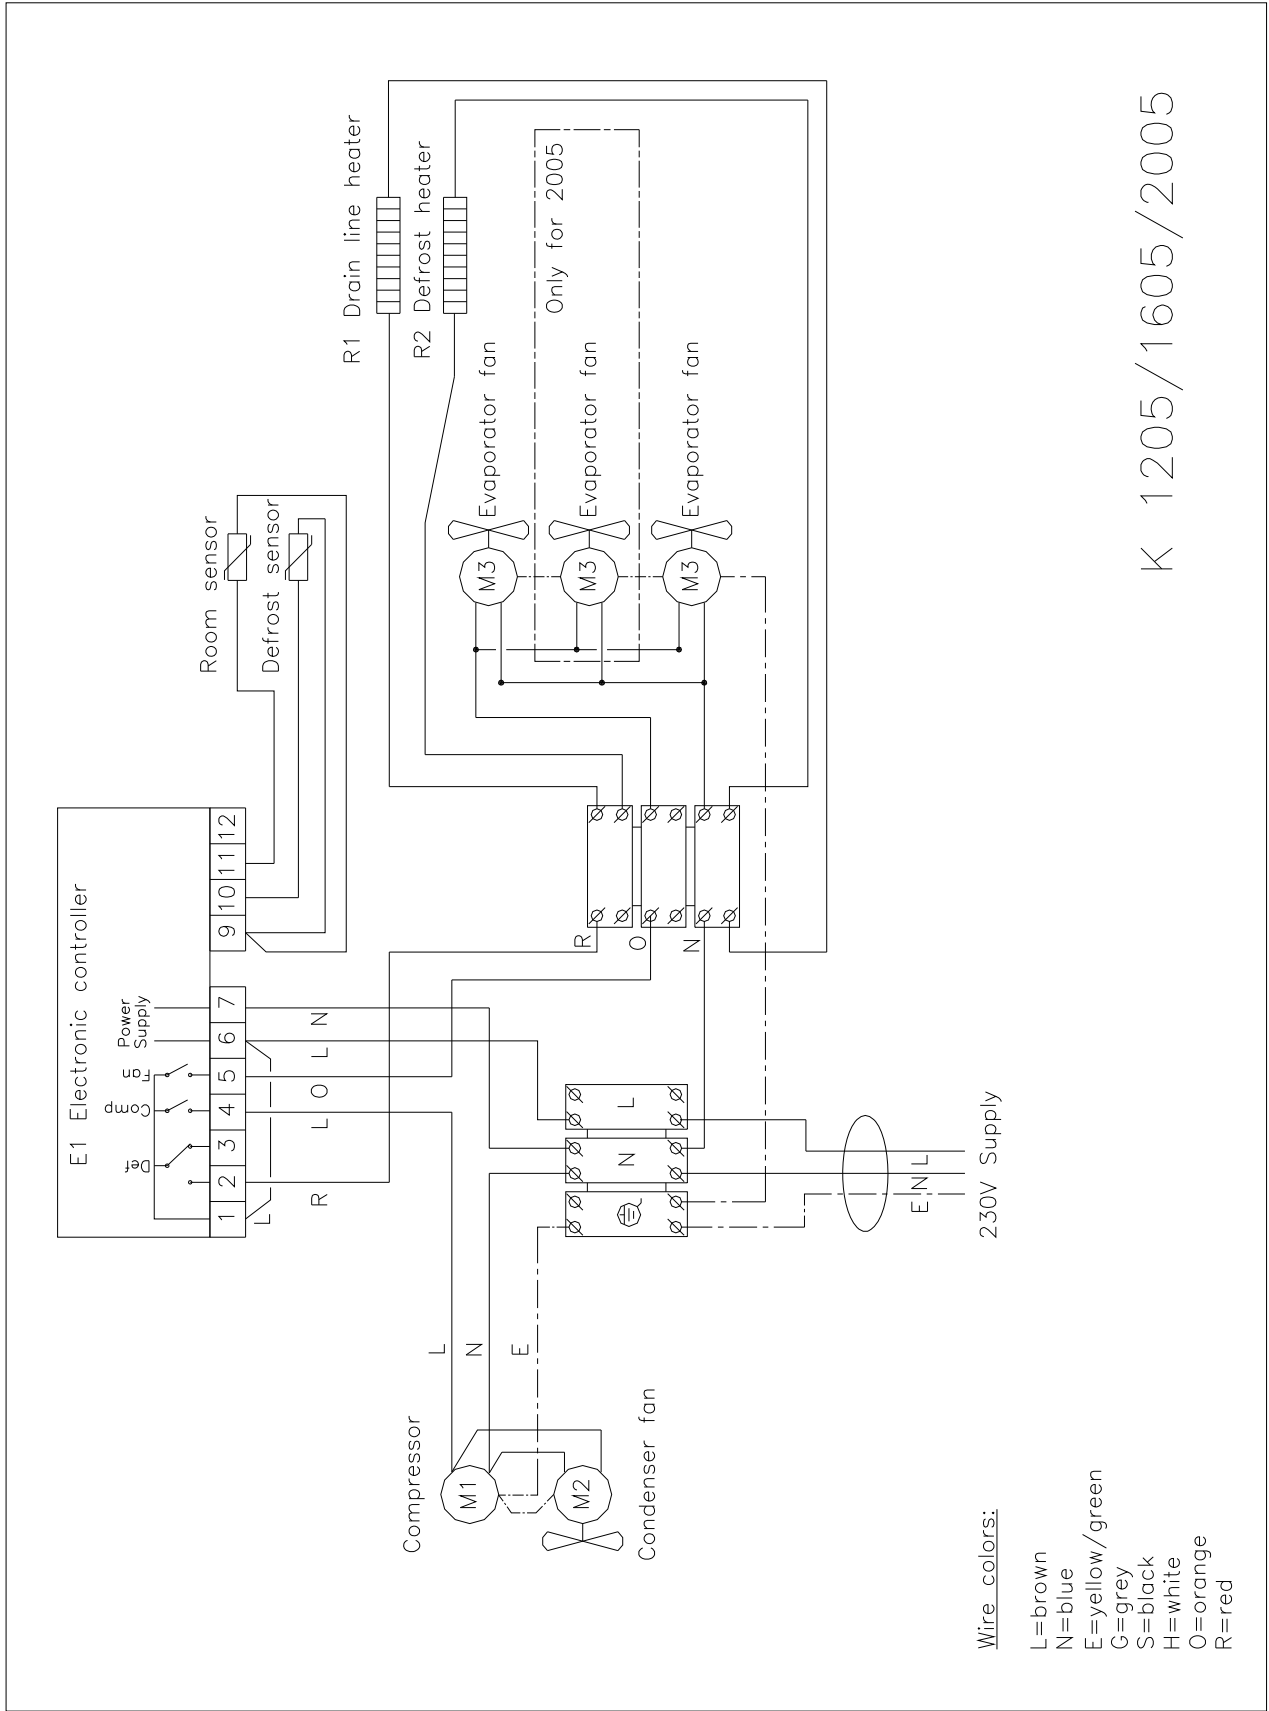 E1 Electronic controller
Def
Comp
Fan
Power
Supply
1
2
3
4
5
6
7
9
10
11
12
L
R
L
O
L
N
Room sensor
Defrost sensor
R1 Drain line heater
R2 Defrost heater
Compressor
M1
L
N
E
M2
Condenser fan
N
L
R
O
N
M3
Evaporator fan
Only for 2005
M3
Evaporator fan
M3
Evaporator fan
E N L
230V Supply
Wire colors:
L=brown
N=blue
E=yellow/green
G=grey
S=black
H=white
O=orange
R=red
K 1205/1605/2005